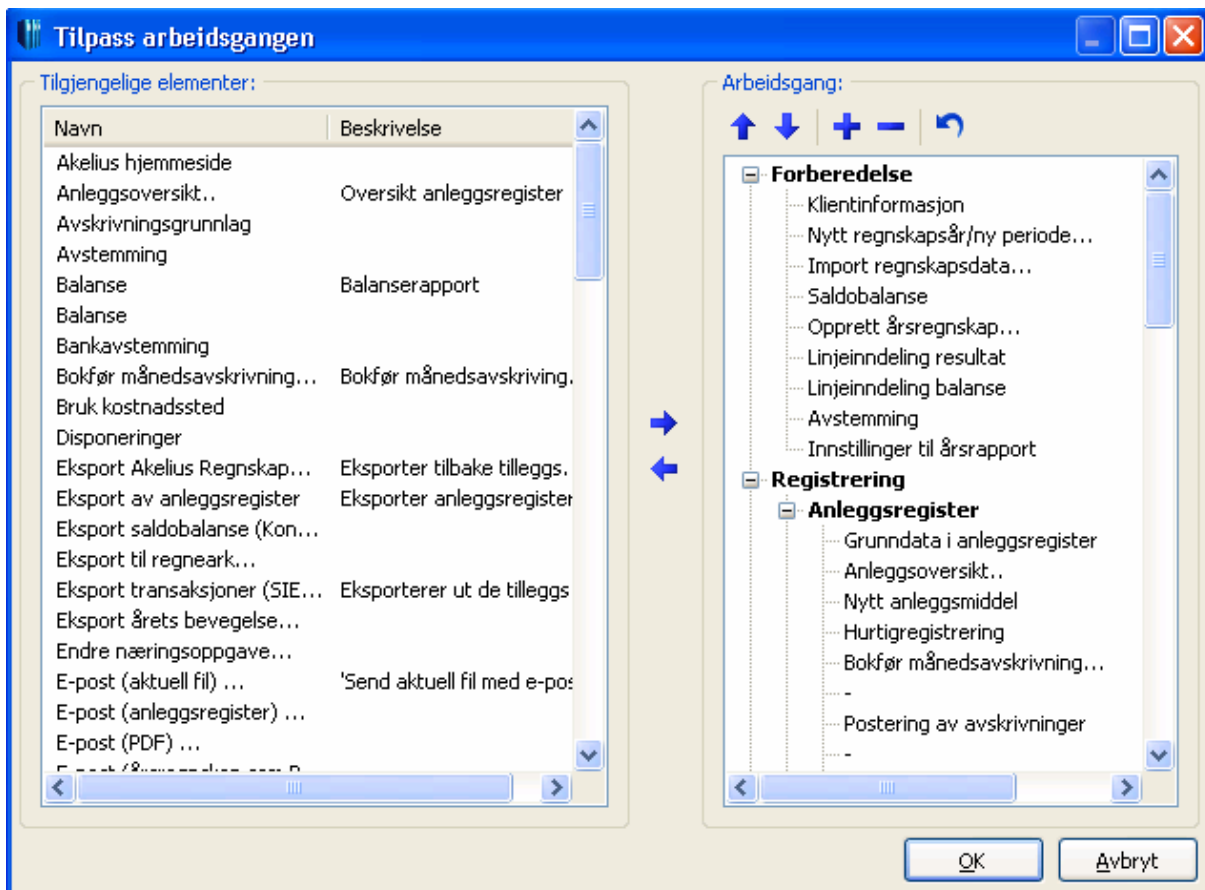 Tilpass arbeidsgangen
Tilgjengelige elementer:
Navn Beskrivelse
Akelius hjemmeside
Anleggsoversikt.. Oversikt anleggsregister
Avskrivningsgrunnlag
Avstemming
Balanse Balanserapport
Balanse
Bankavstemming
Bokfør månedsavskrivning... Bokfør månedsavskriving.
Bruk kostnadssted
Disponeringer
Eksport Akelius Regnskap... Eksporter tilbake tilleggs.
Eksport av anleggsregister Eksporter anleggsregister
Eksport saldobalanse (Kon...
Eksport til regneark...
Eksport transaksjoner (SIE... Eksporterer ut de tilleggs
Eksport årets bevegelse...
Endre næringsoppgave...
E-post (aktuell fil) ... 'Send aktuell fil med e-pos
E-post (anleggsregister) ...
E-post (PDF) ...
Arbeidsgang:
Forberedelse
Klientinformasjon
Nytt regnskapsår/ny periode...
Import regnskapsdata...
Saldobalanse
Opprett årsregnskap...
Linjeinndeling resultat
Linjeinndeling balanse
Avstemming
Innstillinger til årsrapport
Registrering
Anleggsregister
Grunndata i anleggsregister
Anleggsoversikt..
Nytt anleggsmiddel
Hurtigregistrering
Bokfør månedsavskrivning...
-
Postering av avskrivninger
-
OK Avbryt